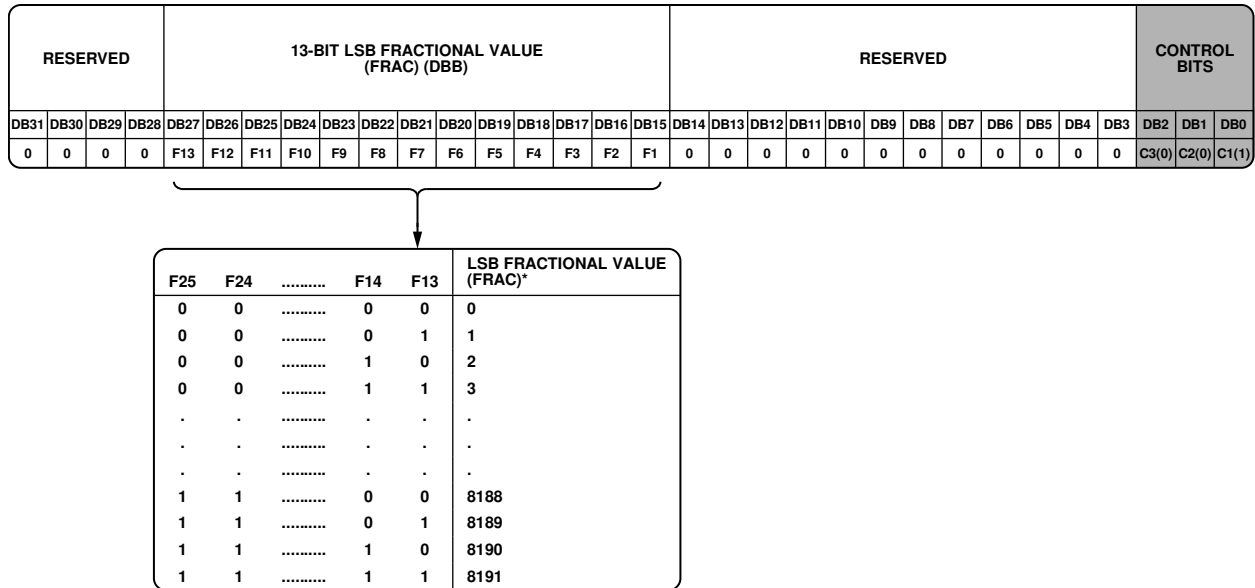 RESERVED
13-BIT LSB FRACTIONAL VALUE
(FRAC) (DBB)
RESERVED
CONTROL
BITS
DB31 DB30 DB29 DB28 DB27 DB26 DB25 DB24 DB23 DB22 DB21 DB20 DB19 DB18 DB17 DB16 DB15 DB14 DB13 DB12 DB11 DB10 DB9 DB8 DB7 DB6 DB5 DB4 DB3 DB2 DB1 DB0
0 0 0 0 F13 F12 F11 F10 F9 F8 F7 F6 F5 F4 F3 F2 F1 0 0 0 0 0 0 0 0 0 0 0 0 C3(0) C2(0) C1(1)
F25 F24 .......... F14 F13 LSB FRACTIONAL VALUE
(FRAC)*
0 0 .......... 0 0 0
0 0 .......... 0 1 1
0 0 .......... 1 0 2
0 0 .......... 1 1 3
. . .......... . . .
. . .......... . . .
. . .......... . . .
1 1 .......... 0 0 8188
1 1 .......... 0 1 8189
1 1 .......... 1 0 8190
1 1 .......... 1 1 8191